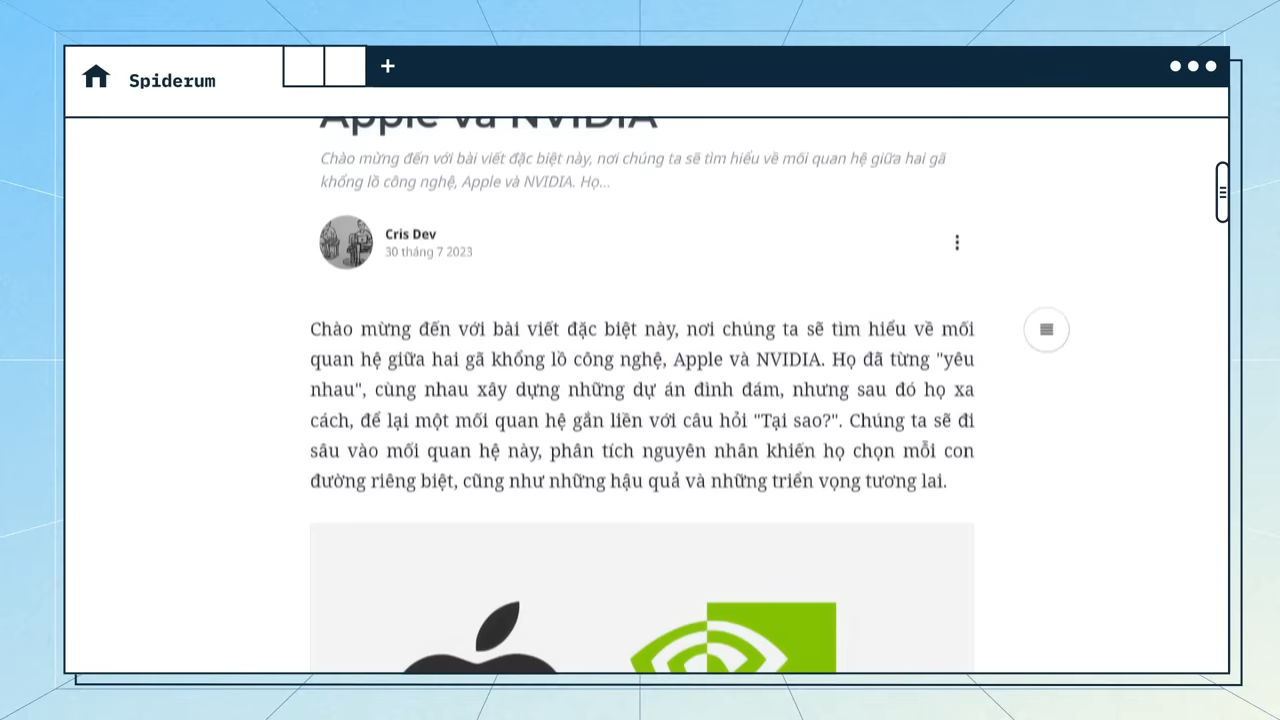 Spiderum
Apple và NVIDIA
Chào mừng đến với bài viết đặc biệt này, nơi chúng ta sẽ tìm hiểu về mối quan hệ giữa hai gã
khổng lồ công nghệ, Apple và NVIDIA. Họ...
Cris Dev
30 tháng 7 2023
Chào mừng đến với bài viết đặc biệt này, nơi chúng ta sẽ tìm hiểu về mối
quan hệ giữa hai gã khổng lồ công nghệ, Apple và NVIDIA. Họ đã từng "yêu
nhau", cùng nhau xây dựng những dự án đình đám, nhưng sau đó họ xa
cách, để lại một mối quan hệ gắn liền với câu hỏi "Tại sao?". Chúng ta sẽ đi
sâu vào mối quan hệ này, phân tích nguyên nhân khiến họ chọn mỗi con
đường riêng biệt, cũng như những hậu quả và những triển vọng tương lai.